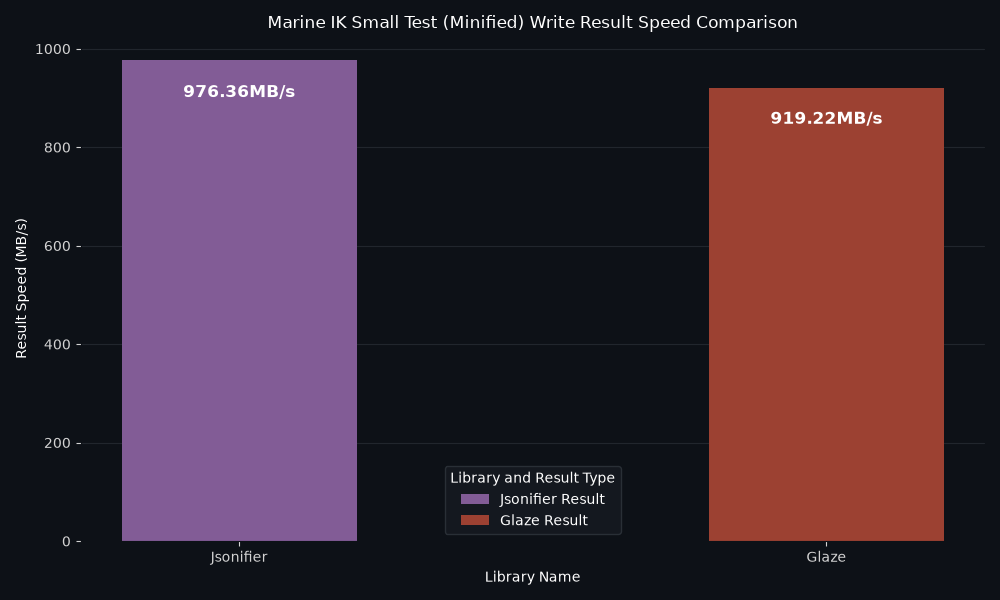 Marine IK Small Test (Minified) Write Result Speed Comparison
1000
800
600
400
200
0
Result Speed (MB/s)
976.36MB/s
919.22MB/s
Library and Result Type
Jsonifier Result
Glaze Result
Jsonifier
Glaze
Library Name